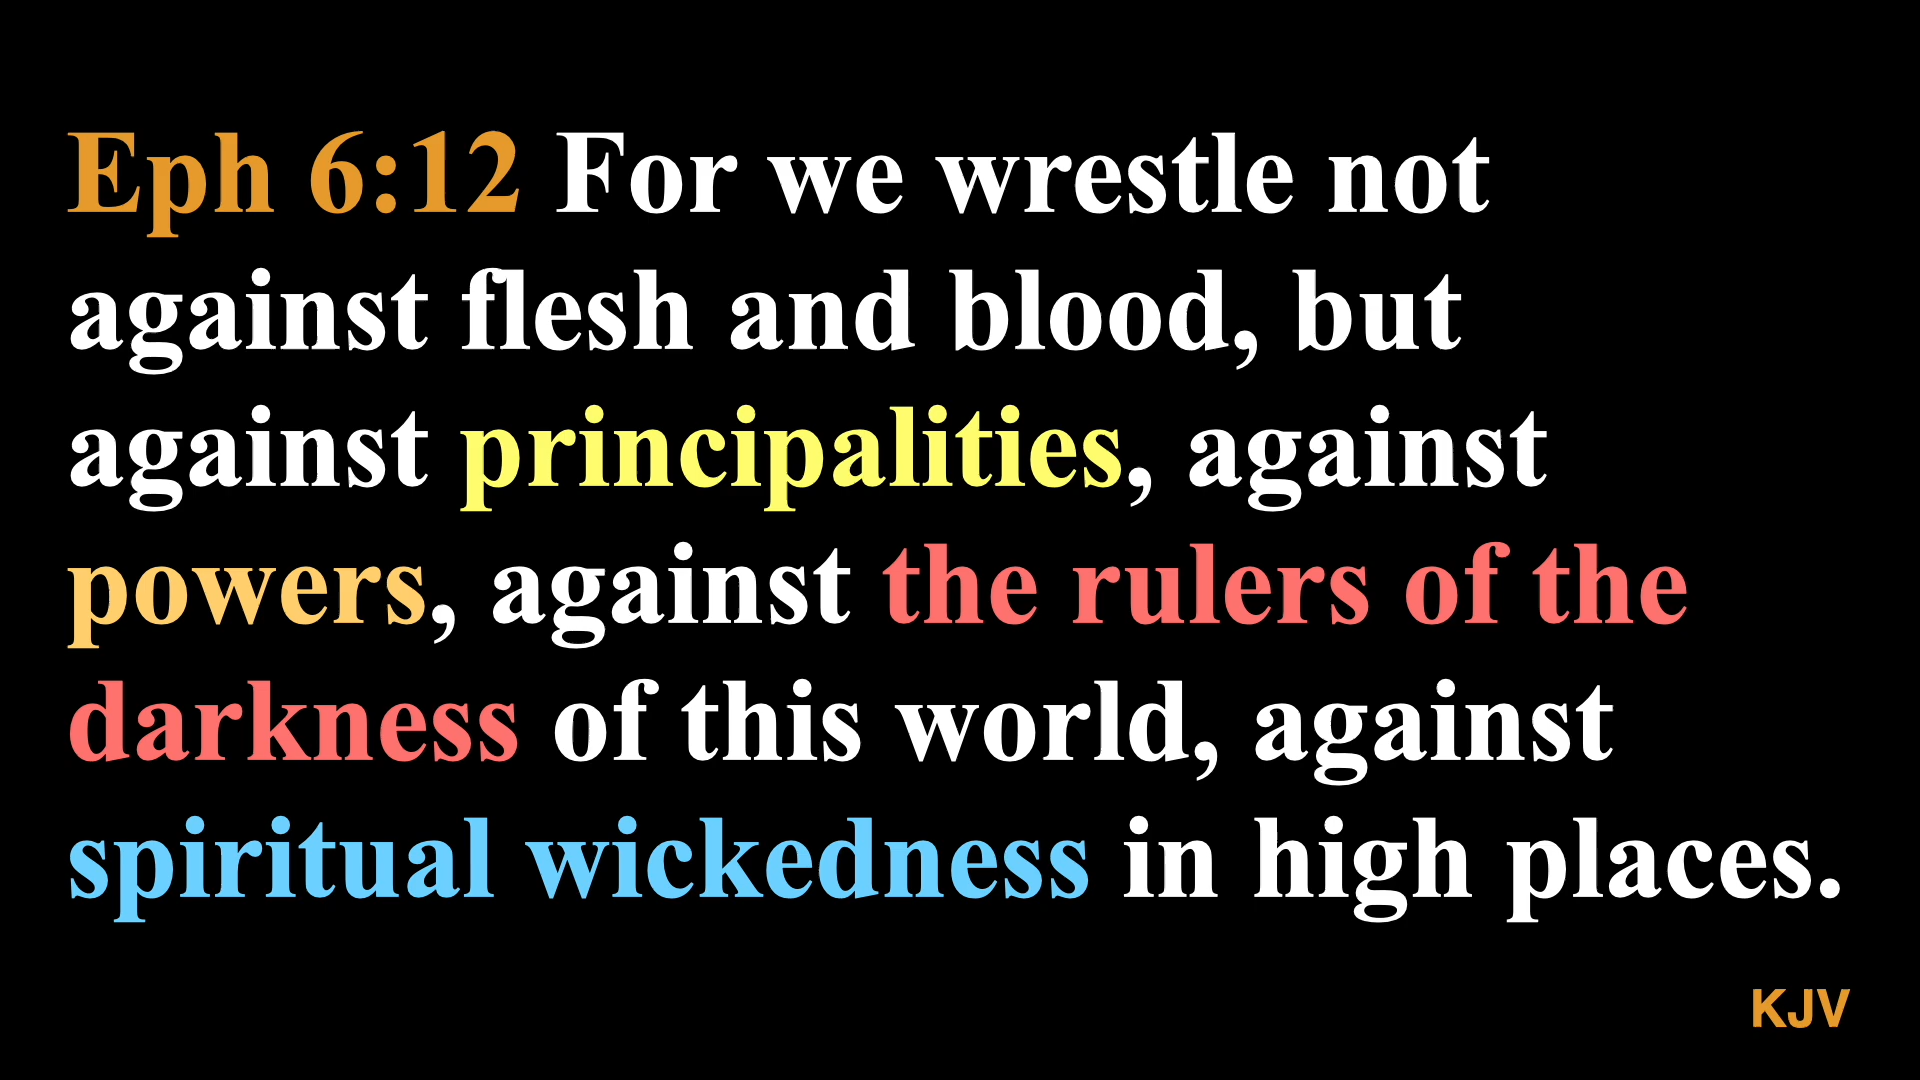 Eph 6:12 For we wrestle not
against flesh and blood, but
against principalities, against
powers, against the rulers of the
darkness of this world, against
spiritual wickedness in high places.
KJV